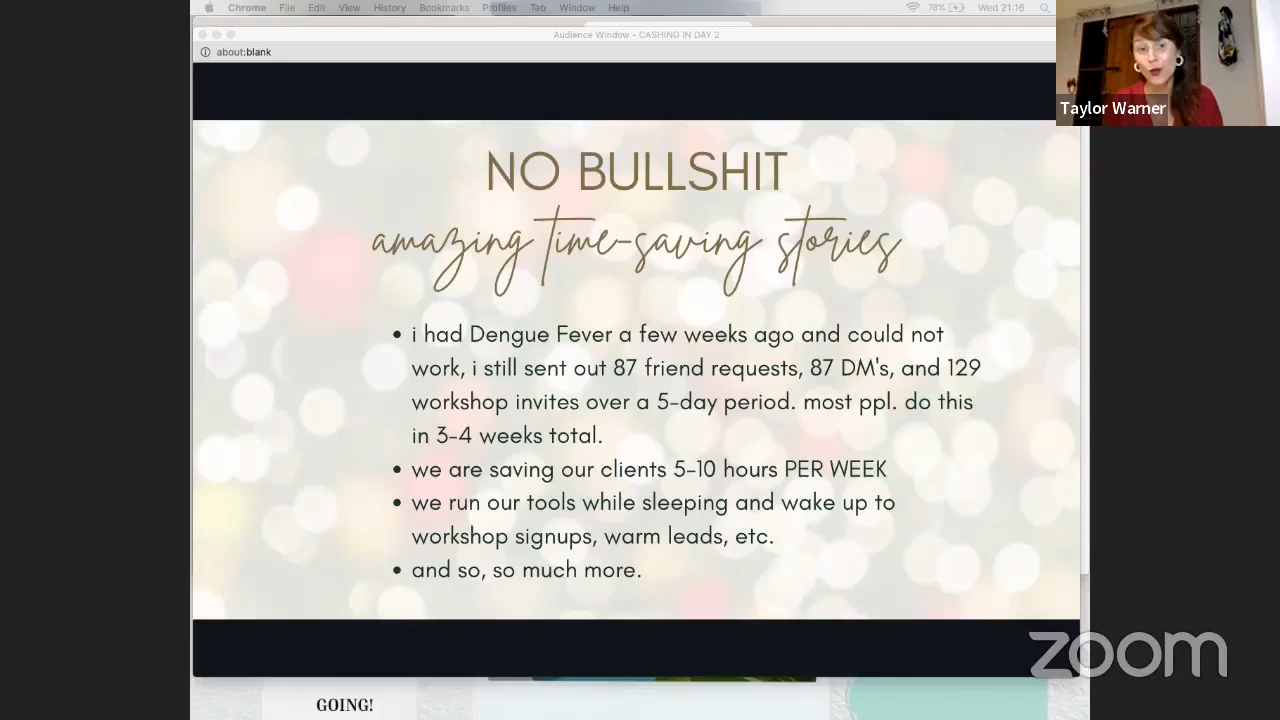 Chrome File Edit View History Bookmarks Profiles Tab Window Help 78% Wed 21:16
Audience Window - CASHING IN DAY 2
about:blank
Taylor Warner
NO BULLSHIT
amazing time-saving stories
• i had Dengue Fever a few weeks ago and could not
work, i still sent out 87 friend requests, 87 DM's, and 129
workshop invites over a 5-day period. most ppl. do this
in 3-4 weeks total.
• we are saving our clients 5-10 hours PER WEEK
• we run our tools while sleeping and wake up to
workshop signups, warm leads, etc.
• and so, so much more.
zoom
GOING!